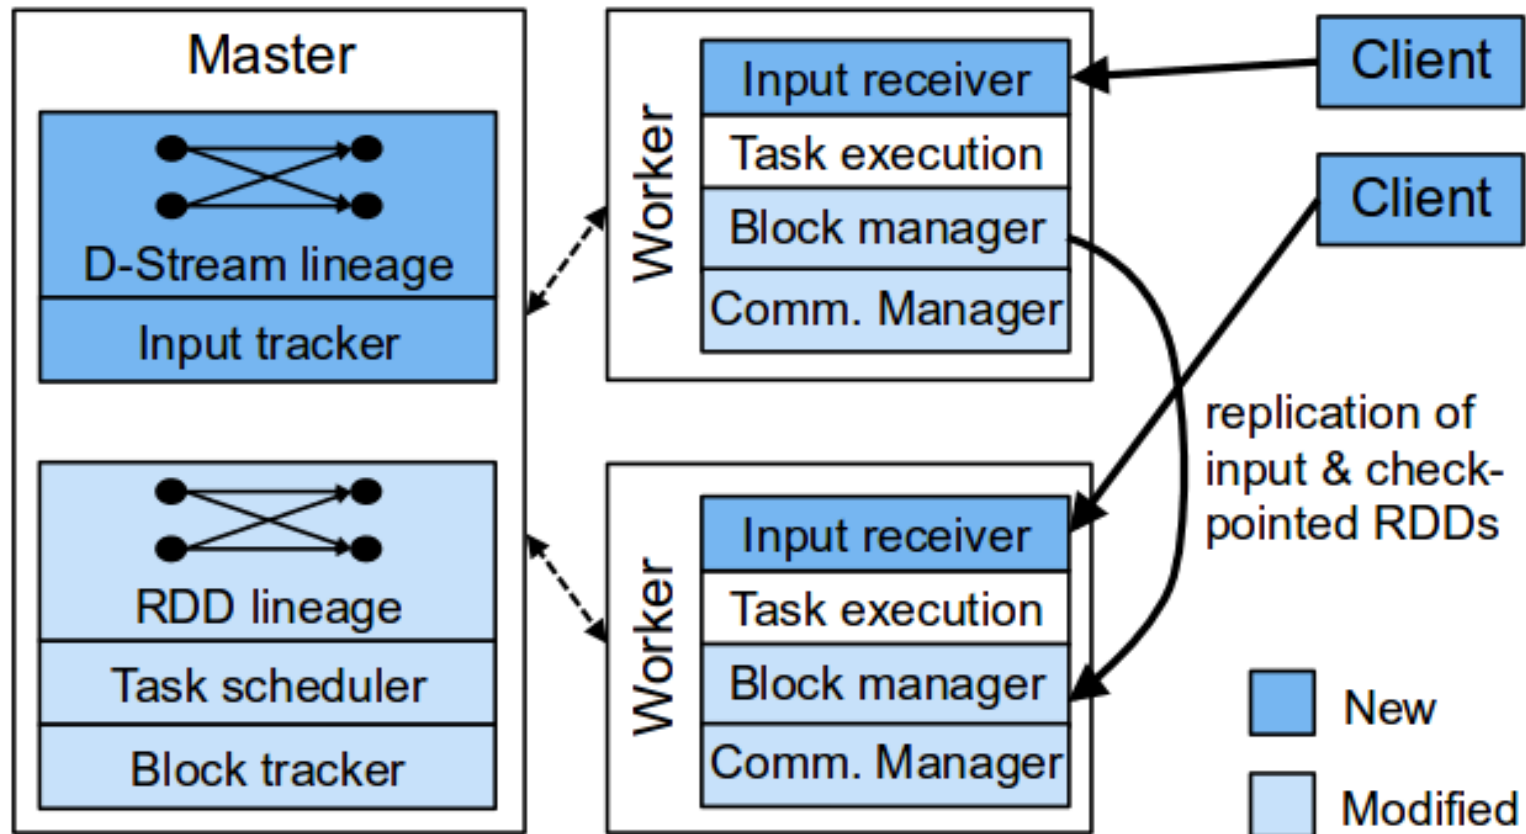 Master
D-Stream lineage
Input tracker
RDD lineage
Task scheduler
Block tracker
Worker
Input receiver
Task execution
Block manager
Comm. Manager
Worker
Input receiver
Task execution
Block manager
Comm. Manager
Client
Client
replication of
input & check-
pointed RDDs
New
Modified